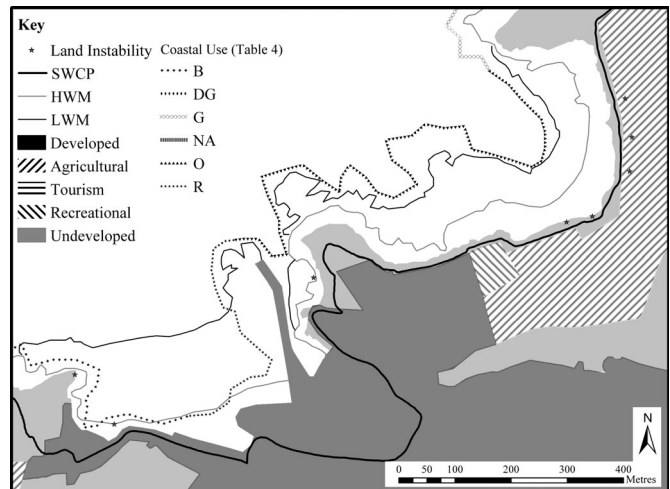 Key
Land Instability
SWCP
HWM
LWM
Developed
Agricultural
Tourism
Recreational
Undeveloped
Coastal Use (Table 4)
B
DG
G
NA
O
R
N
0 100 200 300 400
Metres